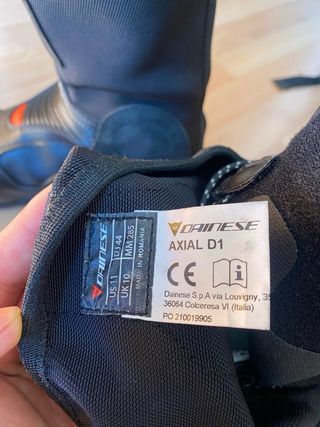 DAINESE
US 11 EU 44
UK 10 MM 285
MADE IN ROMANIA
DAINESE
AXIAL D1
CE i
Dainese S.p.A via Louvigny, 35
36064 Colceresa VI (Italia)
PO 210019905